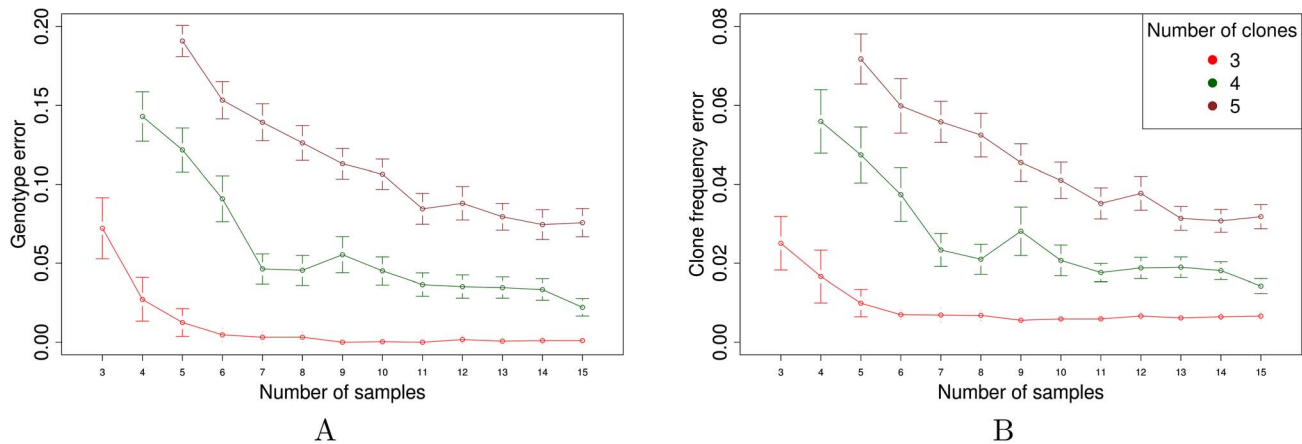 0.00 0.05 0.10 0.15 0.20
Genotype error
3 4 5 6 7 8 9 10 11 12 13 14 15
Number of samples
A
0.00 0.02 0.04 0.06 0.08
Clone frequency error
Number of clones
3
4
5
3 4 5 6 7 8 9 10 11 12 13 14 15
Number of samples
B